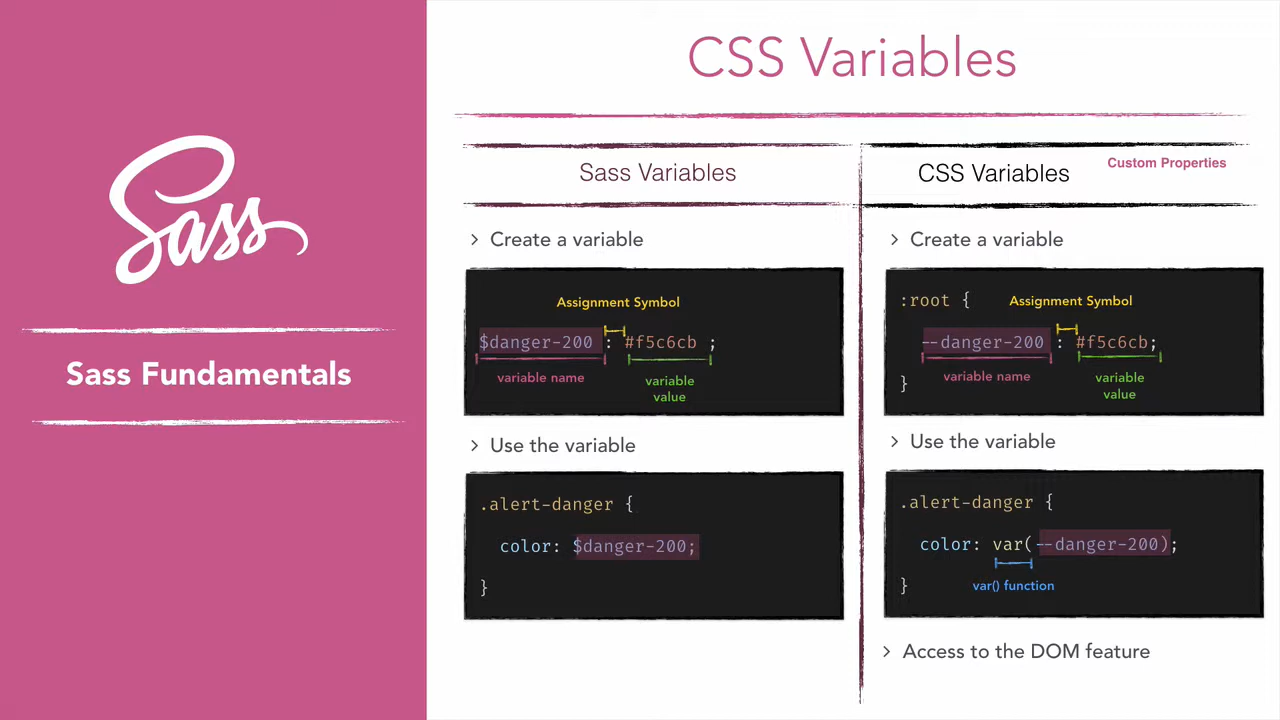 Sass
Sass Fundamentals
CSS Variables
Sass Variables
> Create a variable
Assignment Symbol
$danger-200 : #f5c6cb ;
variable name
variable
value
> Use the variable
.alert-danger {
color: $danger-200;
}
CSS Variables
Custom Properties
> Create a variable
:root {
Assignment Symbol
--danger-200 : #f5c6cb;
variable name
variable
value
}
> Use the variable
.alert-danger {
color: var(--danger-200);
var() function
}
> Access to the DOM feature